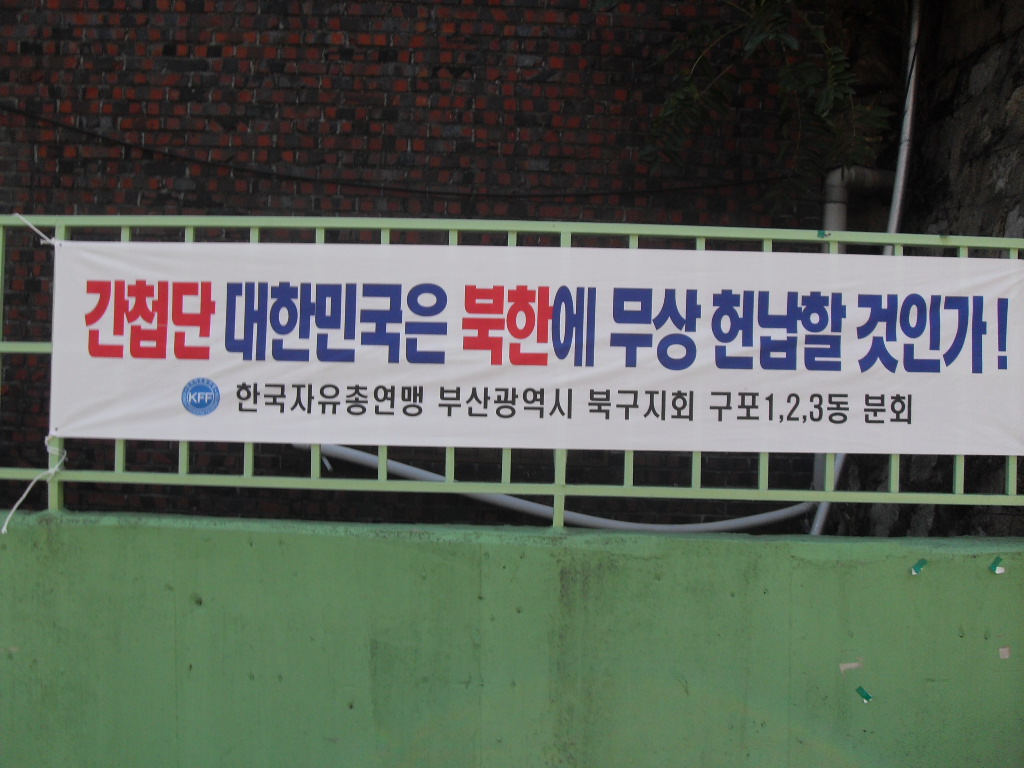 간첩단 대한민국은 북한에 무상 헌납할 것인가!
KFF 한국자유총연맹 부산광역시 북구지회 구포1,2,3동 분회